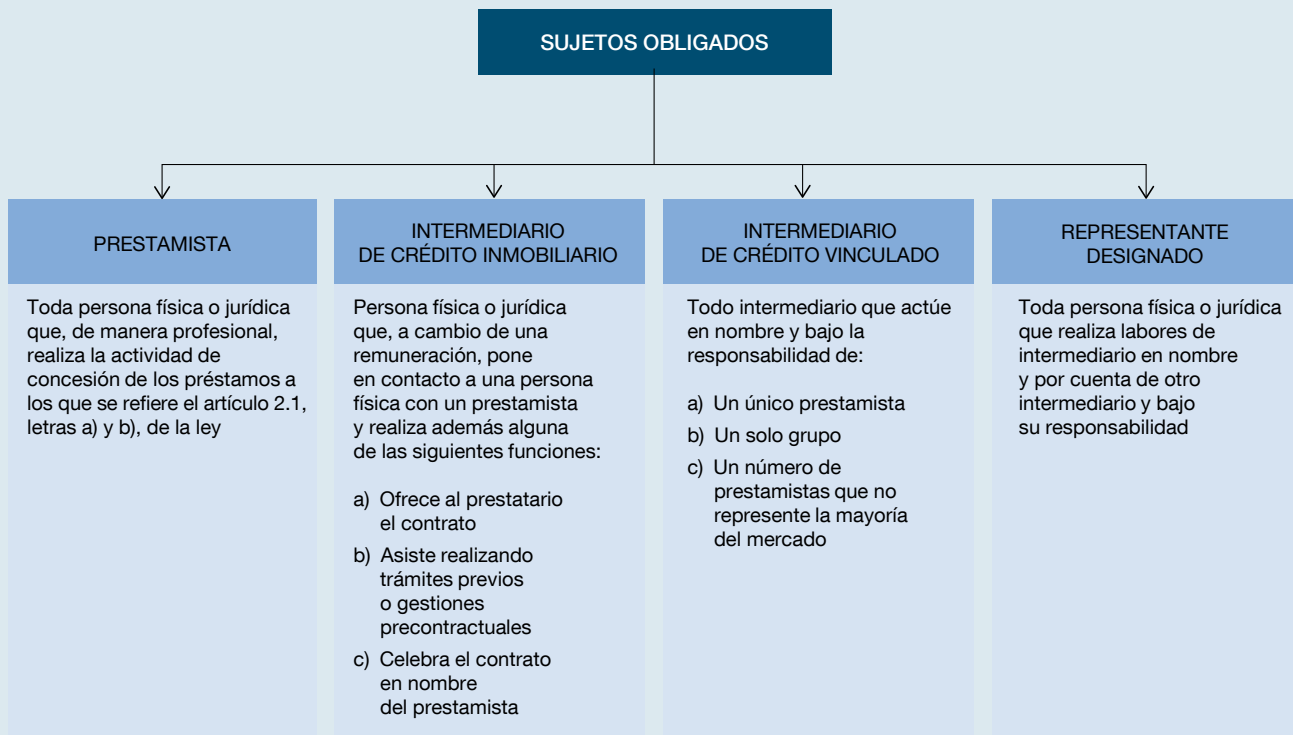 SUJETOS OBLIGADOS
PRESTAMISTA
Toda persona física o jurídica
que, de manera profesional,
realiza la actividad de
concesión de los préstamos a
los que se refiere el artículo 2.1,
letras a) y b), de la ley
INTERMEDIARIO
DE CRÉDITO INMOBILIARIO
Persona física o jurídica
que, a cambio de una
remuneración, pone
en contacto a una persona
física con un prestamista
y realiza además alguna
de las siguientes funciones:
a) Ofrece al prestatario
el contrato
b) Asiste realizando
trámites previos
o gestiones
precontractuales
c) Celebra el contrato
en nombre
del prestamista
INTERMEDIARIO
DE CRÉDITO VINCULADO
Todo intermediario que actúe
en nombre y bajo la
responsabilidad de:
a) Un único prestamista
b) Un solo grupo
c) Un número de
prestamistas que no
represente la mayoría
del mercado
REPRESENTANTE
DESIGNADO
Toda persona física o jurídica
que realiza labores de
intermediario en nombre
y por cuenta de otro
intermediario y bajo
su responsabilidad